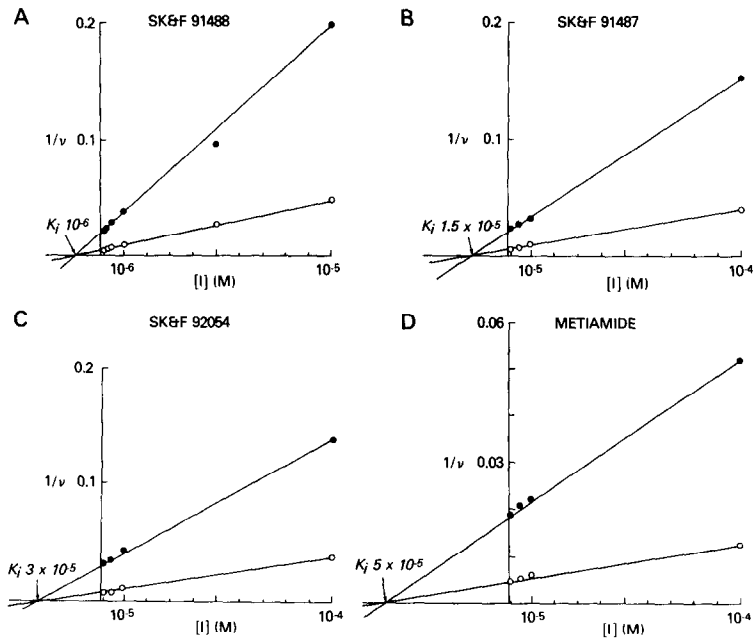 A
SK&F 91488
0.2
1/ν 0.1
Ki 10-6
10-6
10-5
[I] (M)
B
SK&F 91487
0.2
1/ν 0.1
Ki 1.5 x 10-5
10-5
10-4
[I] (M)
C
SK&F 92054
0.2
1/ν 0.1
Ki 3 x 10-5
10-5
10-4
[I] (M)
D
METIAMIDE
0.06
1/ν 0.03
Ki 5 x 10-5
10-5
10-4
[I] (M)